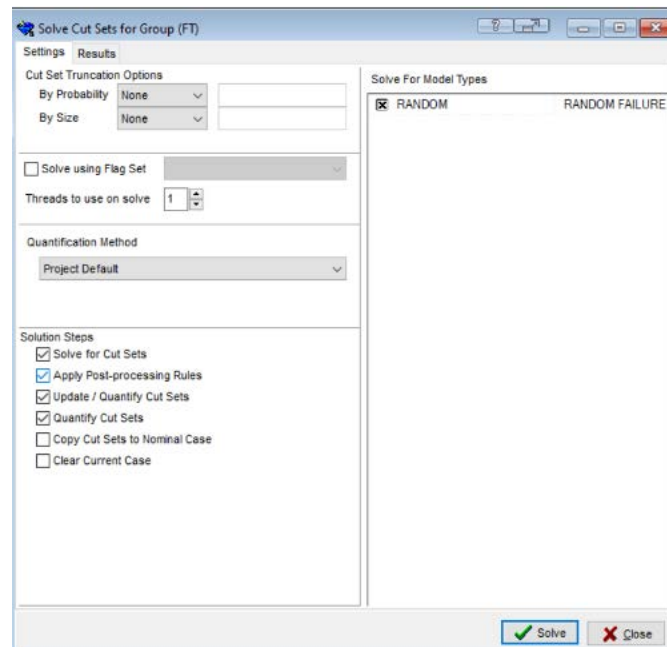 Solve Cut Sets for Group (FT)
Settings Results
Cut Set Truncation Options
By Probability None
By Size None
Solve using Flag Set
Threads to use on solve 1
Quantification Method
Project Default
Solution Steps
Solve for Cut Sets
Apply Post-processing Rules
Update / Quantify Cut Sets
Quantify Cut Sets
Copy Cut Sets to Nominal Case
Clear Current Case
Solve For Model Types
RANDOM RANDOM FAILURE
Solve Close